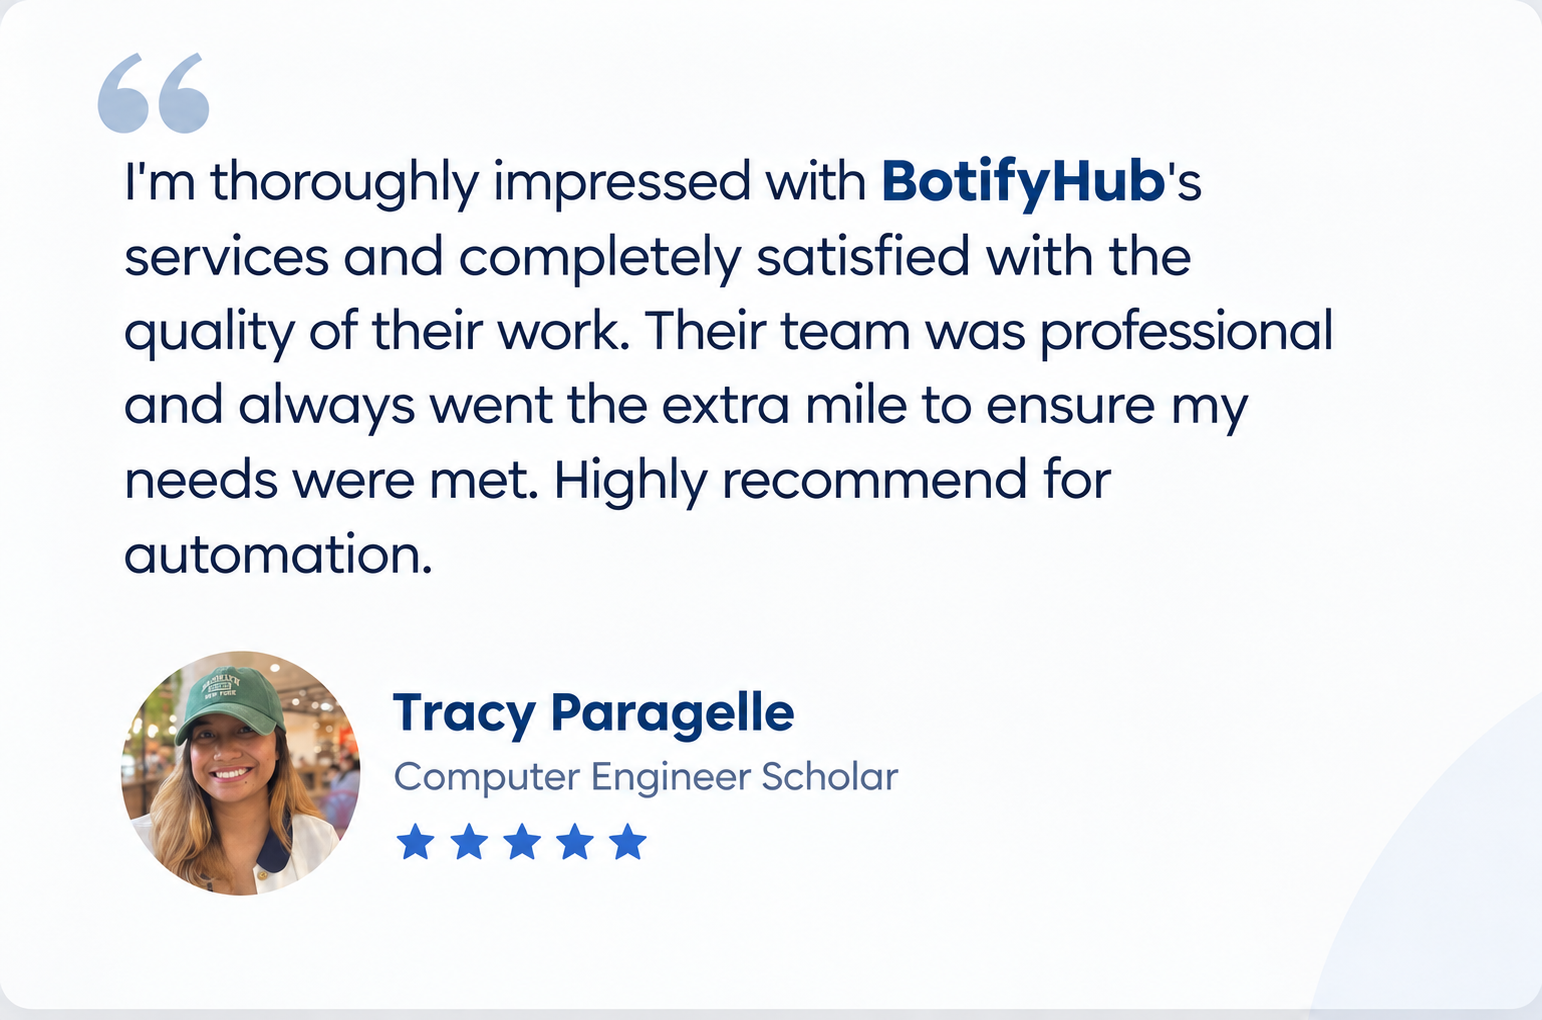 I'm thoroughly impressed with BotifyHub's
services and completely satisfied with the
quality of their work. Their team was professional
and always went the extra mile to ensure my
needs were met. Highly recommend for
automation.
NEW YORK
Tracy Paragelle
Computer Engineer Scholar